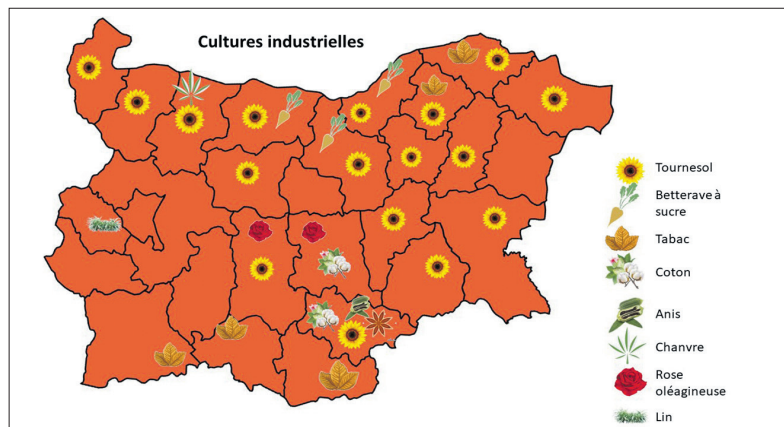 Cultures industrielles
Tournesol
Betterave à
sucre
Tabac
Coton
Anis
Chanvre
Rose
oléagineuse
Lin